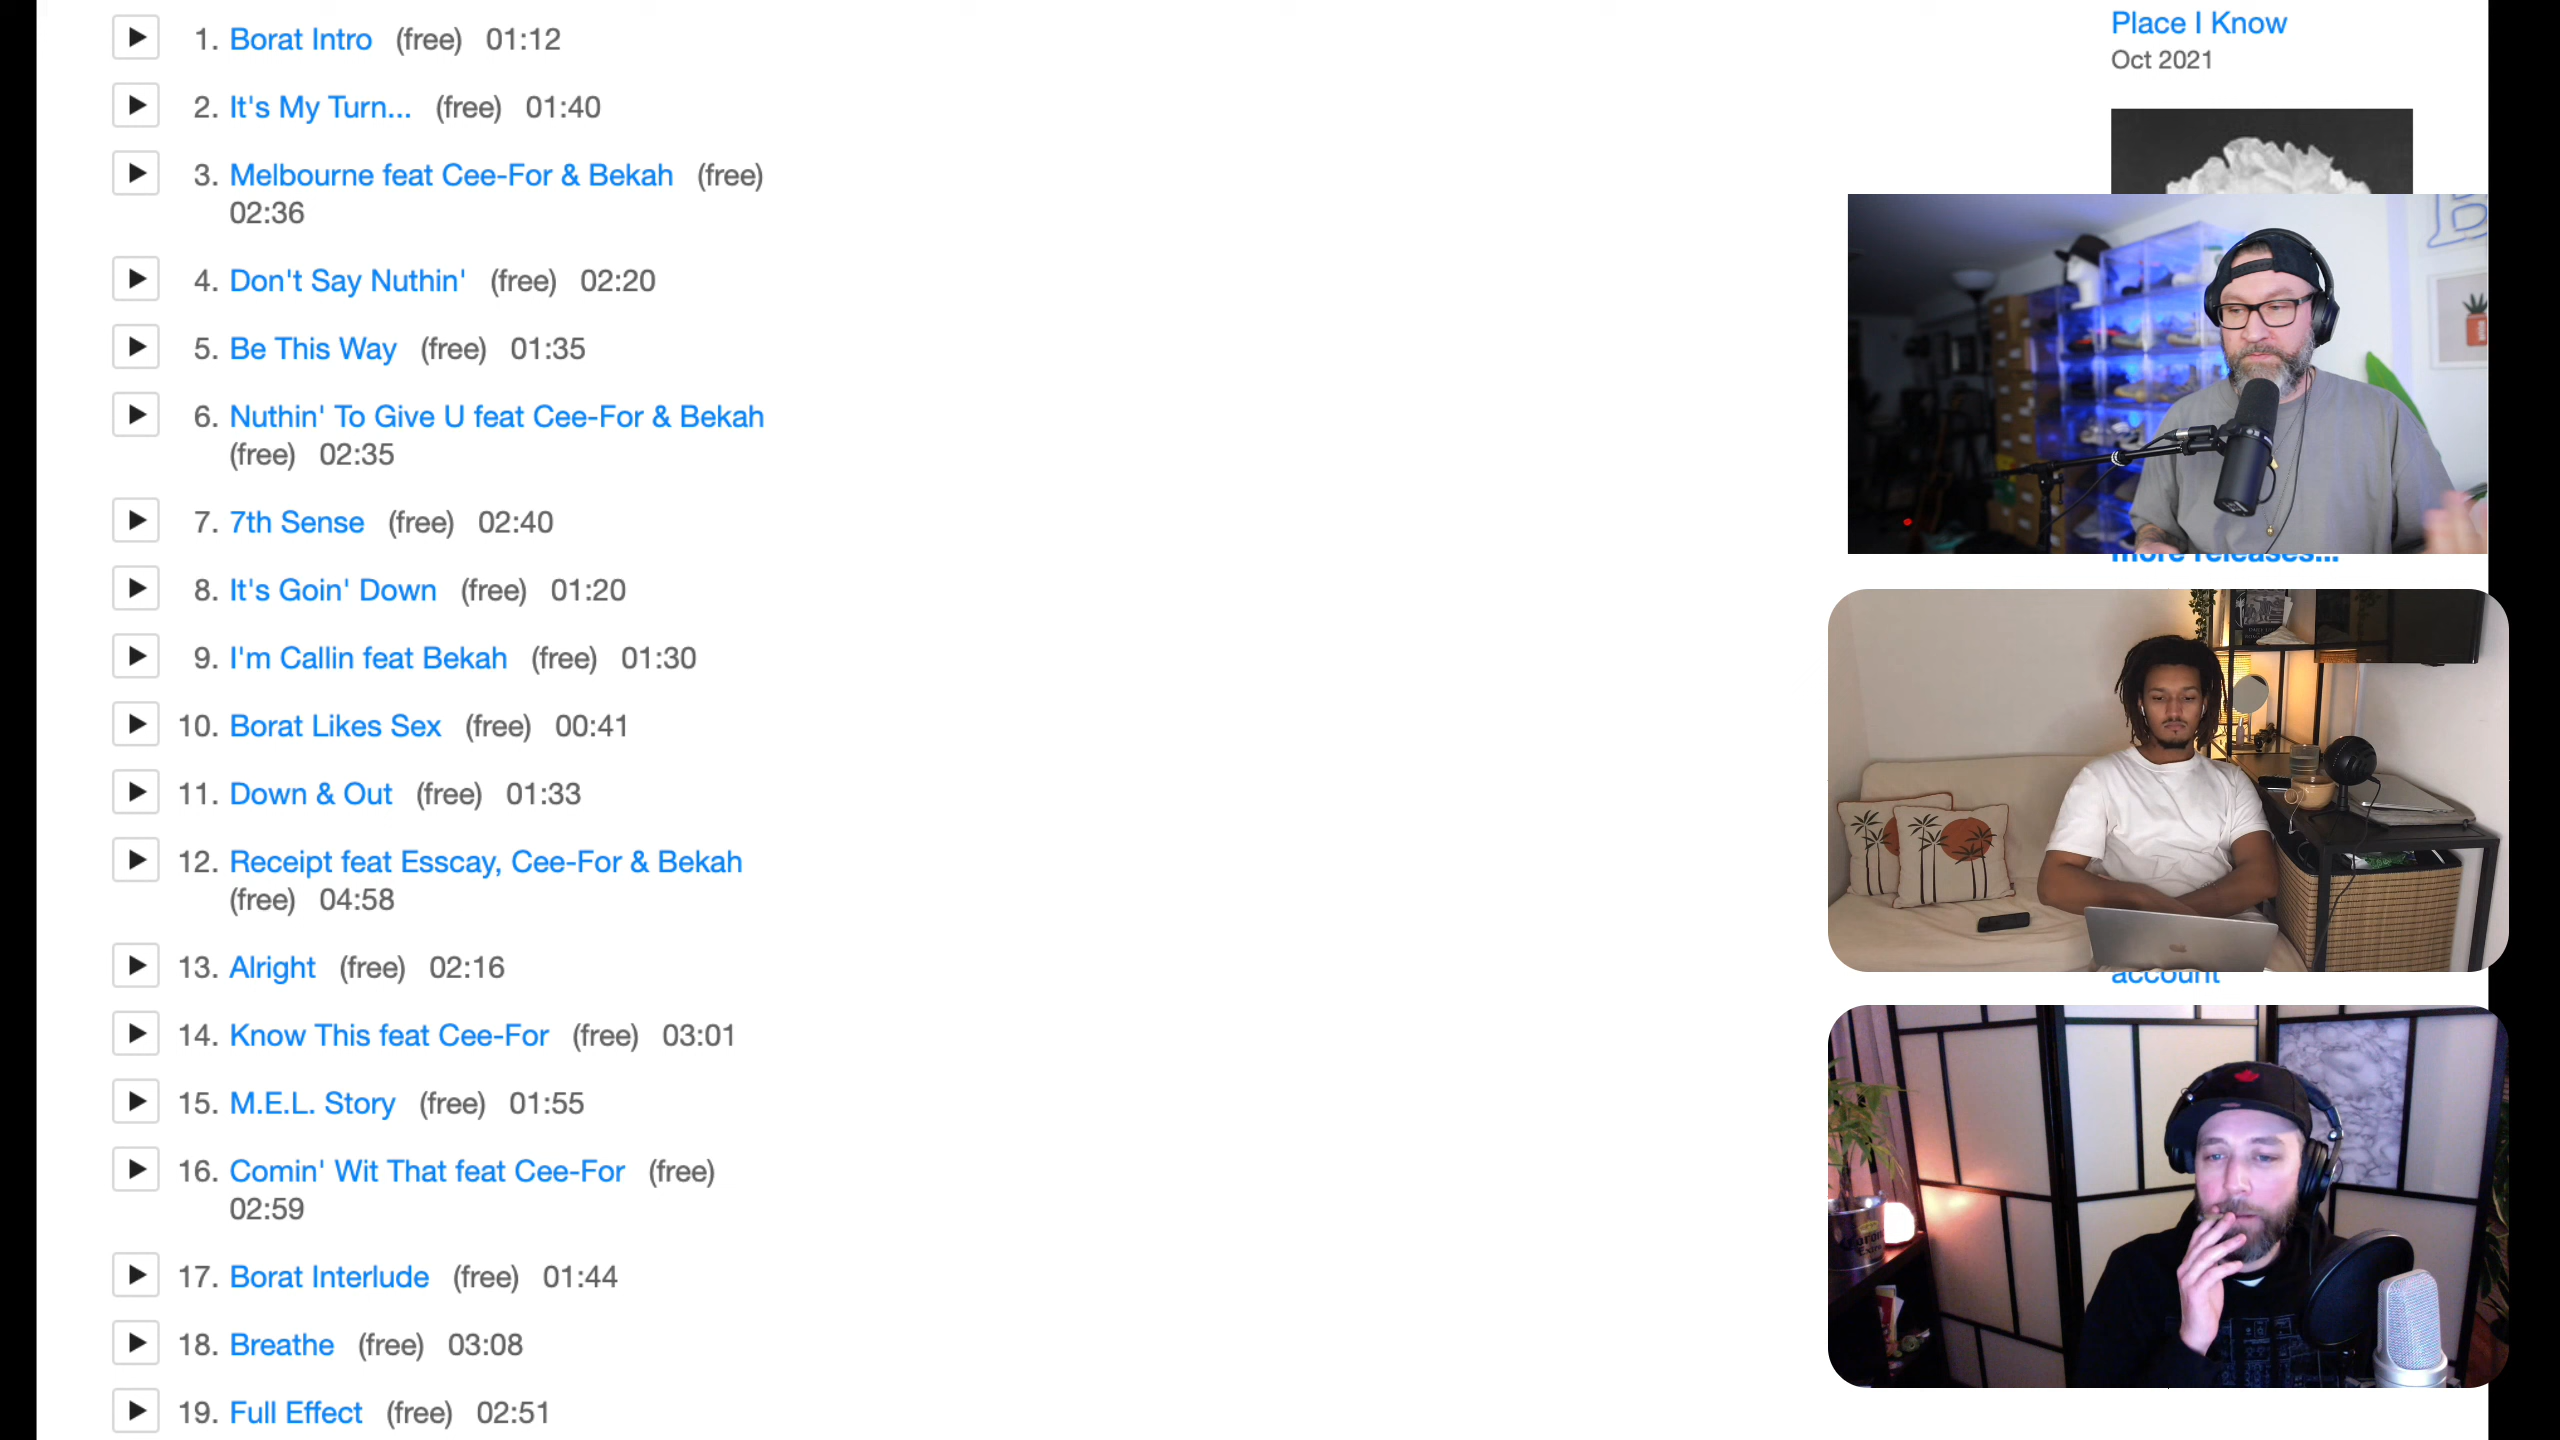 1. Borat Intro (free) 01:12
2. It's My Turn... (free) 01:40
3. Melbourne feat Cee-For & Bekah (free)
02:36
4. Don't Say Nuthin' (free) 02:20
5. Be This Way (free) 01:35
6. Nuthin' To Give U feat Cee-For & Bekah
(free) 02:35
7. 7th Sense (free) 02:40
8. It's Goin' Down (free) 01:20
9. I'm Callin feat Bekah (free) 01:30
10. Borat Likes Sex (free) 00:41
11. Down & Out (free) 01:33
12. Receipt feat Esscay, Cee-For & Bekah
(free) 04:58
13. Alright (free) 02:16
14. Know This feat Cee-For (free) 03:01
15. M.E.L. Story (free) 01:55
16. Comin' Wit That feat Cee-For (free)
02:59
17. Borat Interlude (free) 01:44
18. Breathe (free) 03:08
19. Full Effect (free) 02:51
Place I Know
Oct 2021
more releases...
account
Corona
Extra